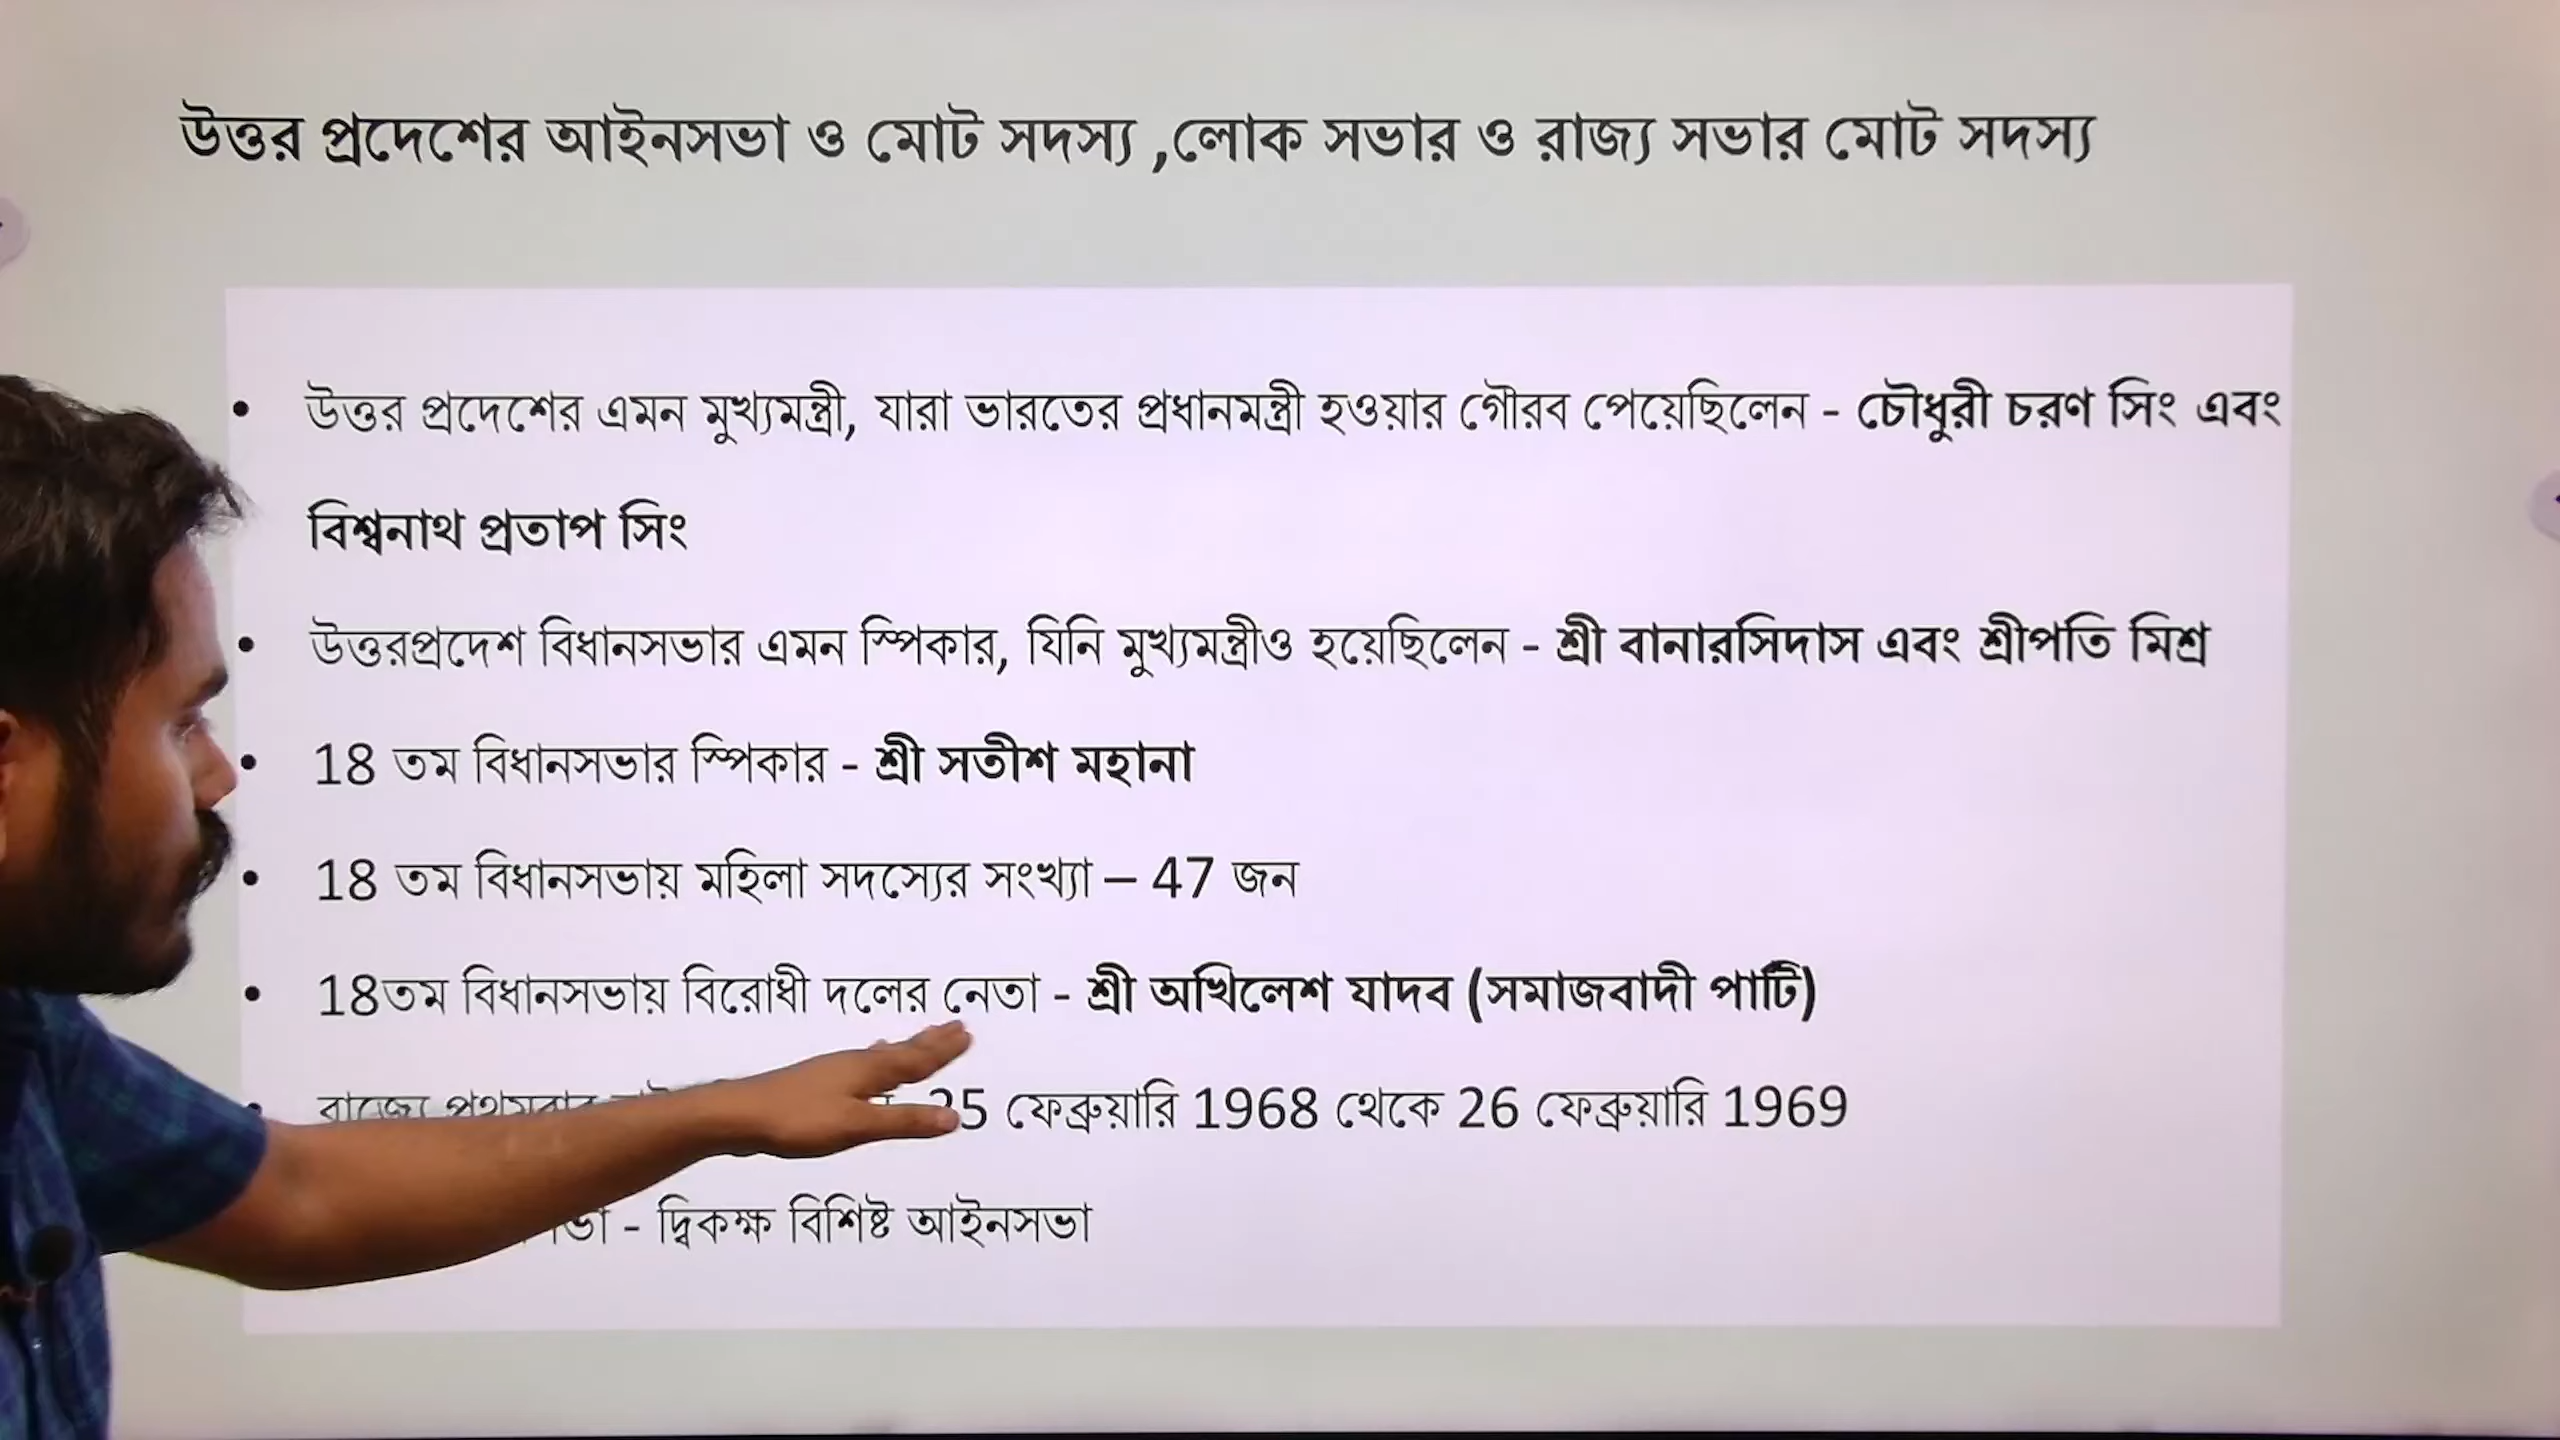 উত্তর প্রদেশের আইনসভা ও মোট সদস্য ,লোক সভার ও রাজ্য সভার মোট সদস্য
• উত্তর প্রদেশের এমন মুখ্যমন্ত্রী, যারা ভারতের প্রধানমন্ত্রী হওয়ার গৌরব পেয়েছিলেন - চৌধুরী চরণ সিং এবং
বিশ্বনাথ প্রতাপ সিং
• উত্তরপ্রদেশ বিধানসভার এমন স্পিকার, যিনি মুখ্যমন্ত্রীও হয়েছিলেন - শ্রী বানারসিদাস এবং শ্রীপতি মিশ্র
• 18 তম বিধানসভার স্পিকার - শ্রী সতীশ মহানা
• 18 তম বিধানসভায় মহিলা সদস্যের সংখ্যা – 47 জন
• 18তম বিধানসভায় বিরোধী দলের নেতা - শ্রী অখিলেশ যাদব (সমাজবাদী পার্টি)
• রাজ্যে প্রথমবার 25 ফেব্রুয়ারি 1968 থেকে 26 ফেব্রুয়ারি 1969
- দ্বিকক্ষ বিশিষ্ট আইনসভা